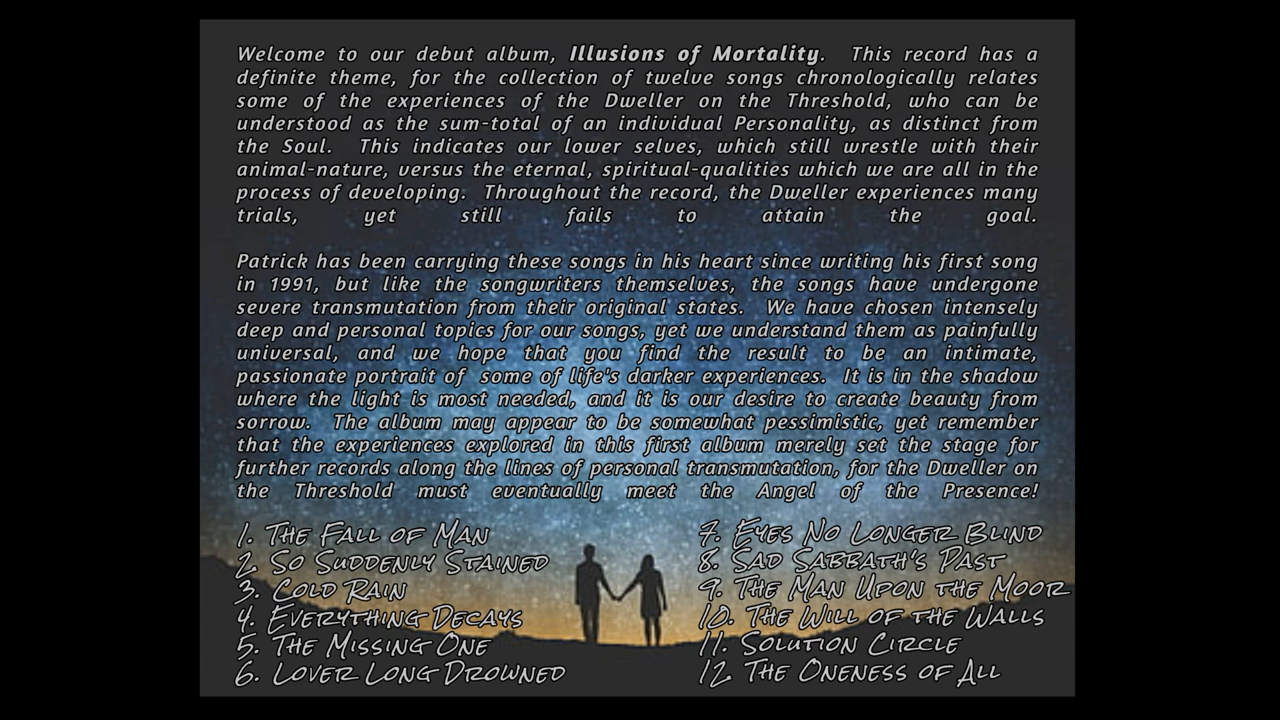 Welcome to our debut album, Illusions of Mortality. This record has a
definite theme, for the collection of twelve songs chronologically relates
some of the experiences of the Dweller on the Threshold, who can be
understood as the sum-total of an individual Personality, as distinct from
the Soul. This indicates our lower selves, which still wrestle with their
animal-nature, versus the eternal, spiritual-qualities which we are all in the
process of developing. Throughout the record, the Dweller experiences many
trials, yet still fails to attain the goal.
Patrick has been carrying these songs in his heart since writing his first song
in 1991, but like the songwriters themselves, the songs have undergone
severe transmutation from their original states. We have chosen intensely
deep and personal topics for our songs, yet we understand them as painfully
universal, and we hope that you find the result to be an intimate,
passionate portrait of some of life's darker experiences. It is in the shadow
where the light is most needed, and it is our desire to create beauty from
sorrow. The album may appear to be somewhat pessimistic, yet remember
that the experiences explored in this first album merely set the stage for
further records along the lines of personal transmutation, for the Dweller on
the Threshold must eventually meet the Angel of the Presence!
1. The Fall of Man
2. So Suddenly Stained
3. Cold Rain
4. Everything Decays
5. The Missing One
6. Lover Long Drowned
7. Eyes No Longer Blind
8. Sad Sabbath's Past
9. The Man Upon the Moor
10. The Will of the Walls
11. Solution Circle
12. The Oneness of All